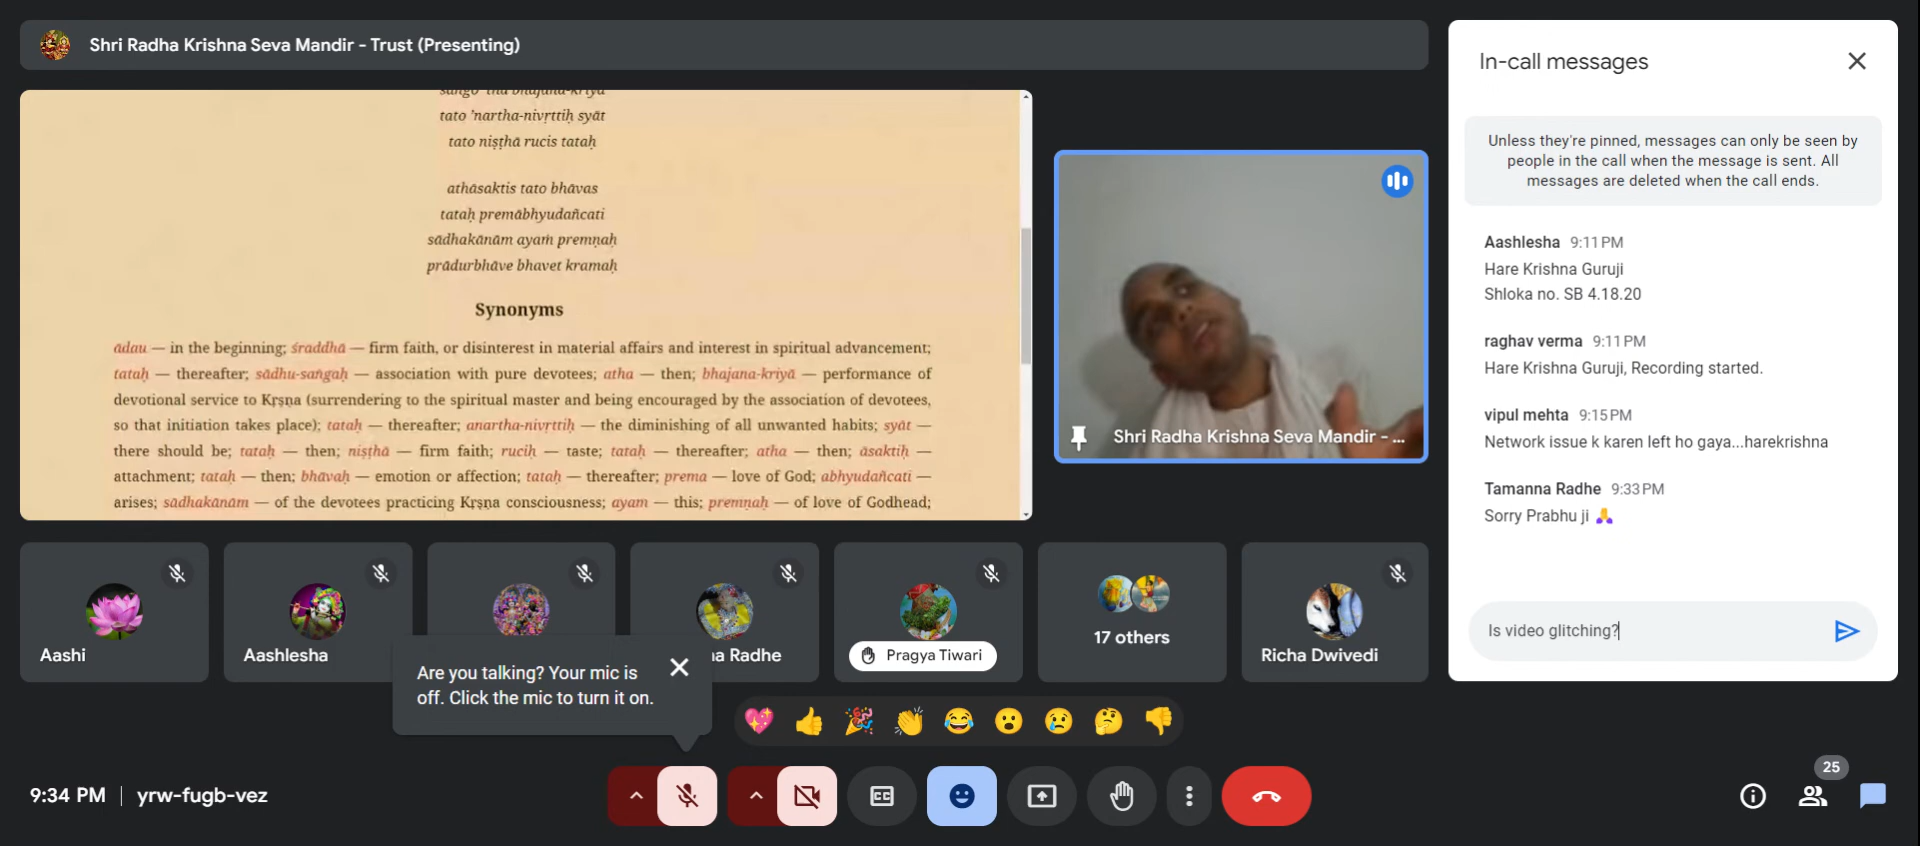 Shri Radha Krishna Seva Mandir - Trust (Presenting)
saṅgo 'tha bhajana-kriyā
tato 'nartha-nivṛttiḥ syāt
tato niṣṭhā rucis tataḥ
athāsaktis tato bhāvas
tataḥ premābhyudañcati
sādhakānām ayaṁ premṇaḥ
prādurbhāve bhavet kramaḥ
Synonyms
ādau — in the beginning; śraddhā — firm faith, or disinterest in material affairs and interest in spiritual advancement;
tataḥ — thereafter; sādhu-saṅgaḥ — association with pure devotees; atha — then; bhajana-kriyā — performance of
devotional service to Kṛṣṇa (surrendering to the spiritual master and being encouraged by the association of devotees,
so that initiation takes place); tataḥ — thereafter; anartha-nivṛttiḥ — the diminishing of all unwanted habits; syāt —
there should be; tataḥ — then; niṣṭhā — firm faith; ruciḥ — taste; tataḥ — thereafter; atha — then; āsaktiḥ —
attachment; tataḥ — then; bhāvaḥ — emotion or affection; tataḥ — thereafter; prema — love of God; abhyudañcati —
arises; sādhakānām — of the devotees practicing Kṛṣṇa consciousness; ayam — this; premṇaḥ — of love of Godhead;
Shri Radha Krishna Seva Mandir - ...
Aashi
Aashlesha
na Radhe
Pragya Tiwari
17 others
Richa Dwivedi
Are you talking? Your mic is
off. Click the mic to turn it on.
9:34 PM | yrw-fugb-vez
CC
25
In-call messages
Unless they're pinned, messages can only be seen by
people in the call when the message is sent. All
messages are deleted when the call ends.
Aashlesha 9:11 PM
Hare Krishna Guruji
Shloka no. SB 4.18.20
raghav verma 9:11 PM
Hare Krishna Guruji, Recording started.
vipul mehta 9:15 PM
Network issue k karen left ho gaya...harekrishna
Tamanna Radhe 9:33 PM
Sorry Prabhu ji 🙏
Is video glitching?